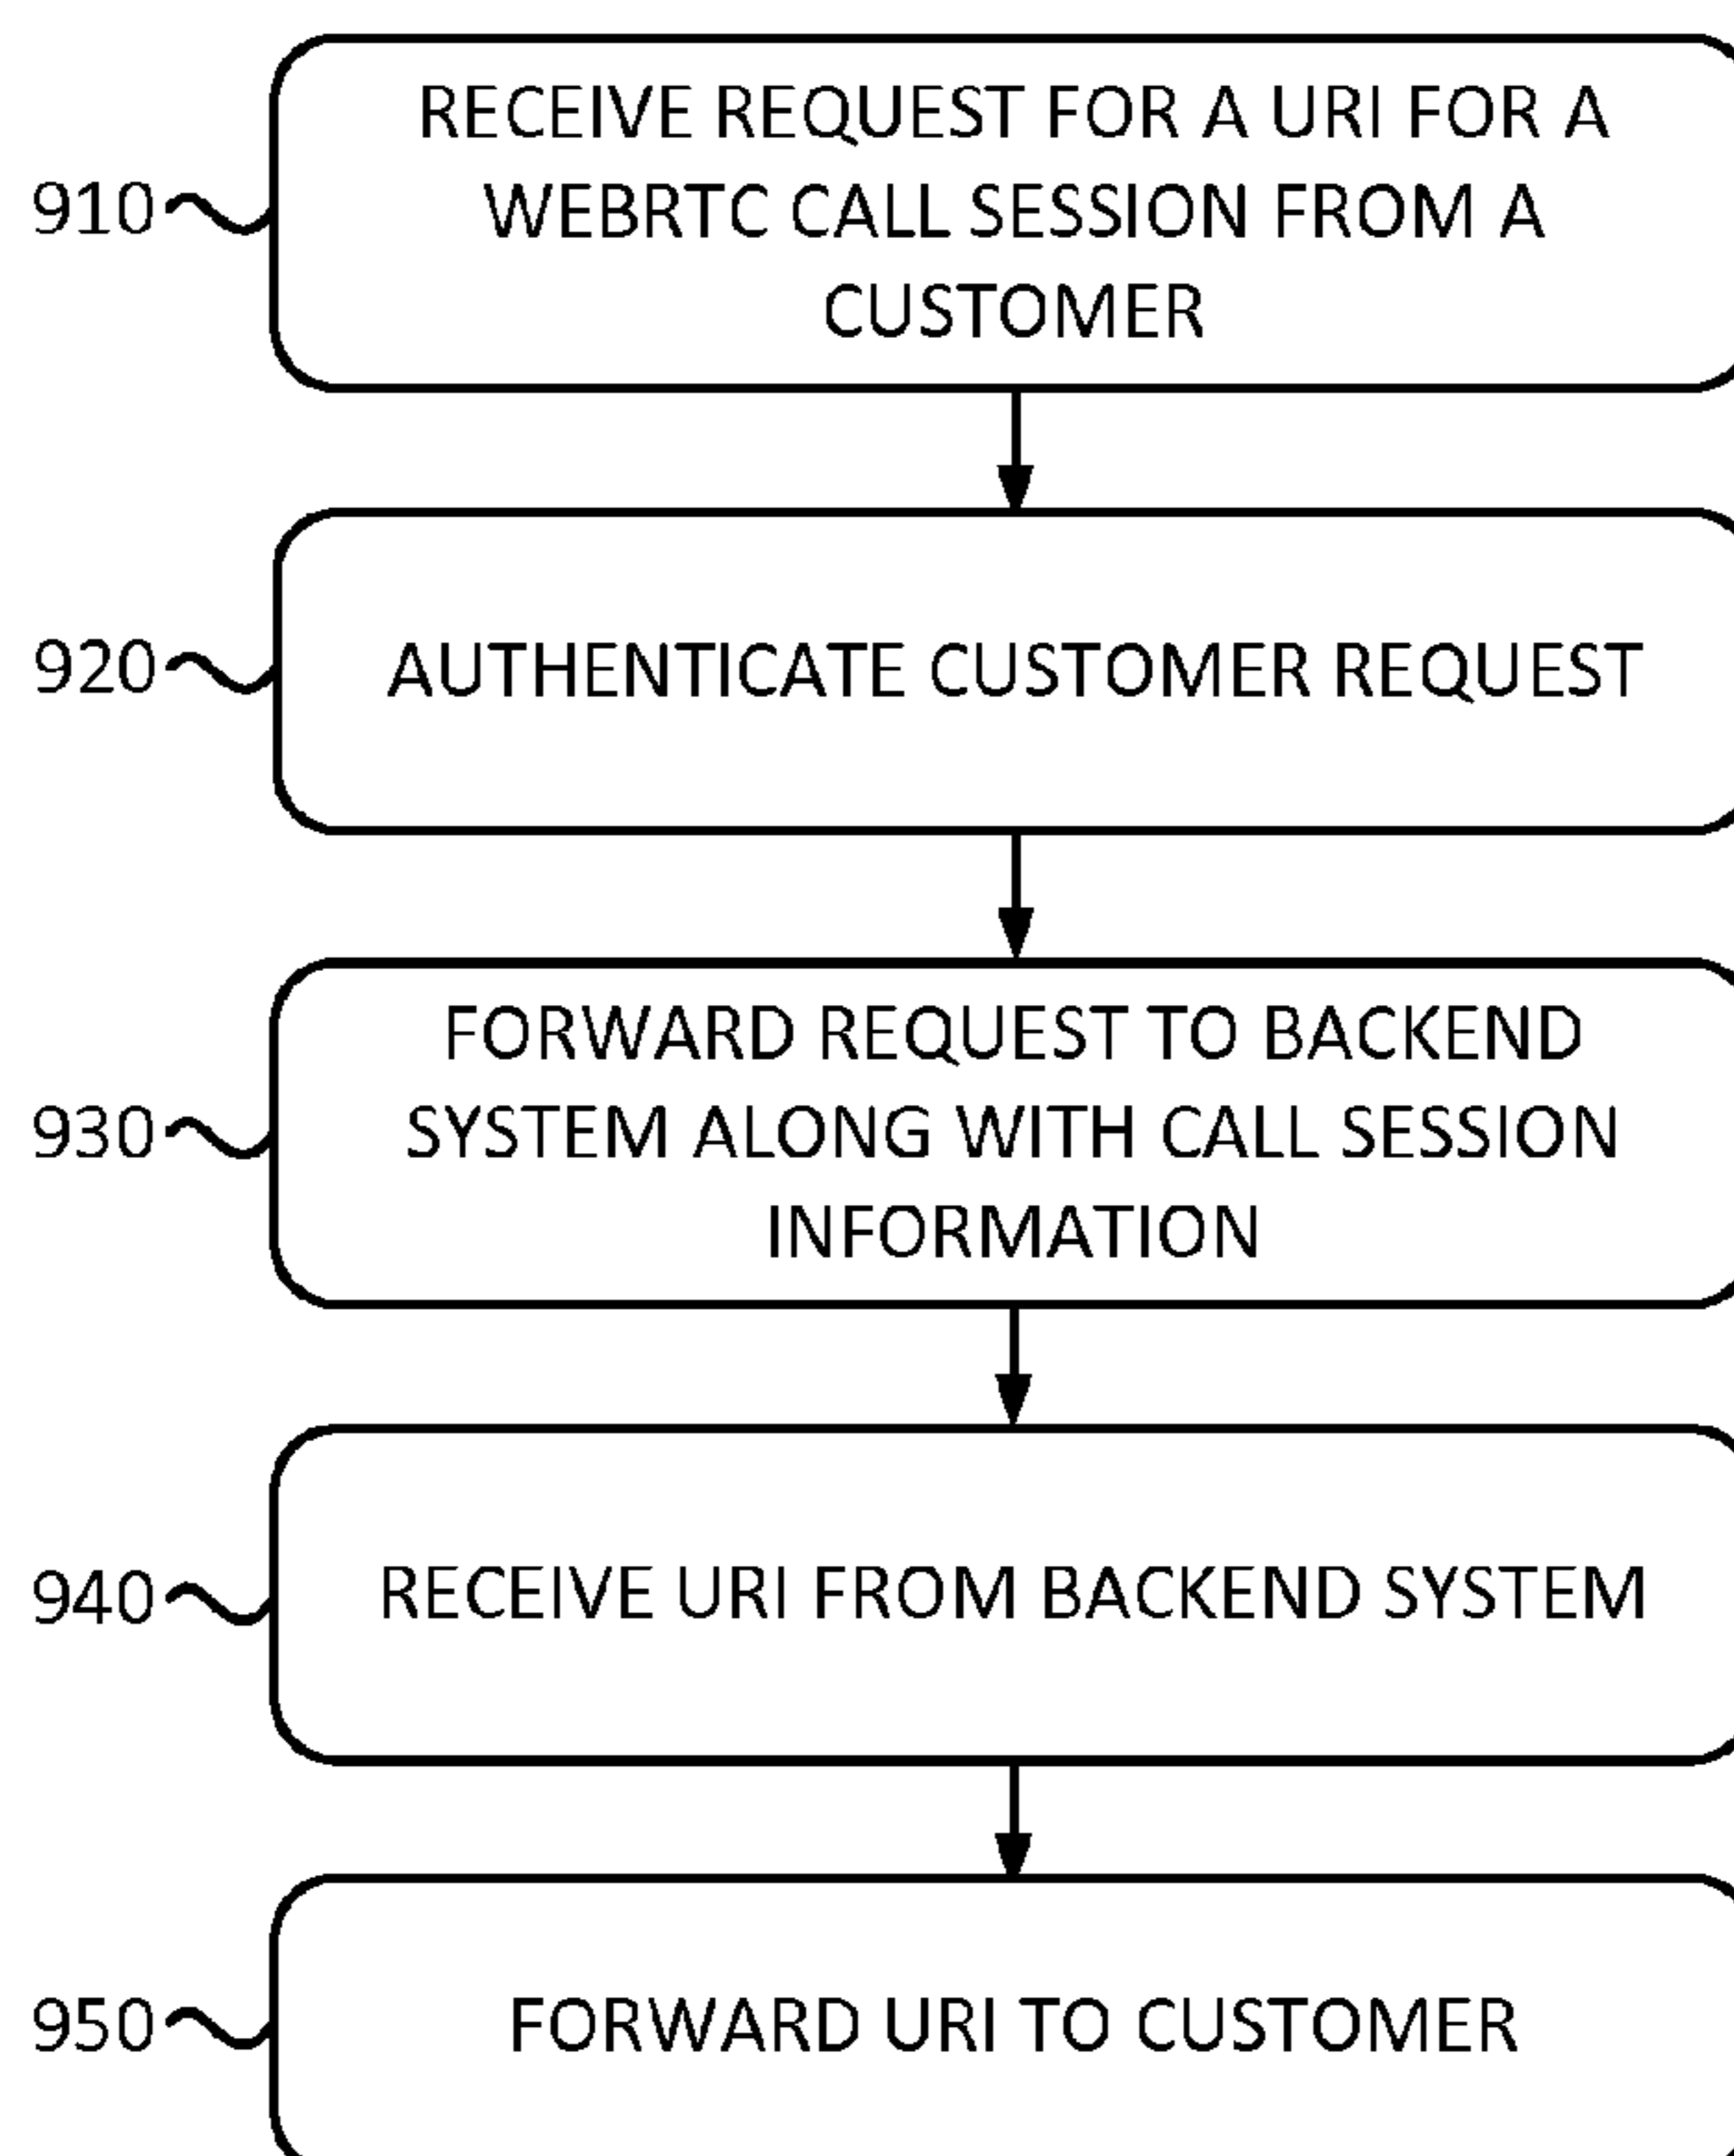 RECEIVE REQUEST FOR A URI FOR A
910 WEBRTC CALL SESSION FROM A
CUSTOMER
920 AUTHENTICATE CUSTOMER REQUEST
FORWARD REQUEST TO BACKEND
930 SYSTEM ALONG WITH CALL SESSION
INFORMATION
940 RECEIVE URI FROM BACKEND SYSTEM
950 FORWARD URI TO CUSTOMER